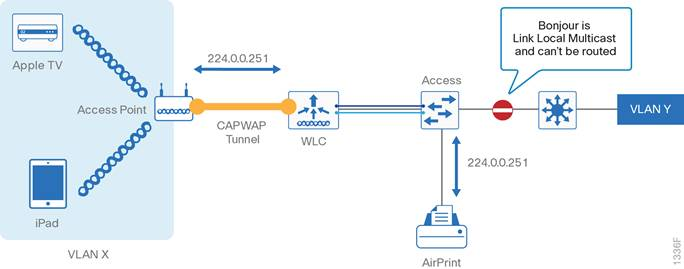 Bonjour is
Link Local Multicast
and can't be routed
224.0.0.251
Apple TV
Access
Access Point
VLAN Y
CAPWAP
Tunnel
WLC
224.0.0.251
iPad
VLAN X
AirPrint
1336F